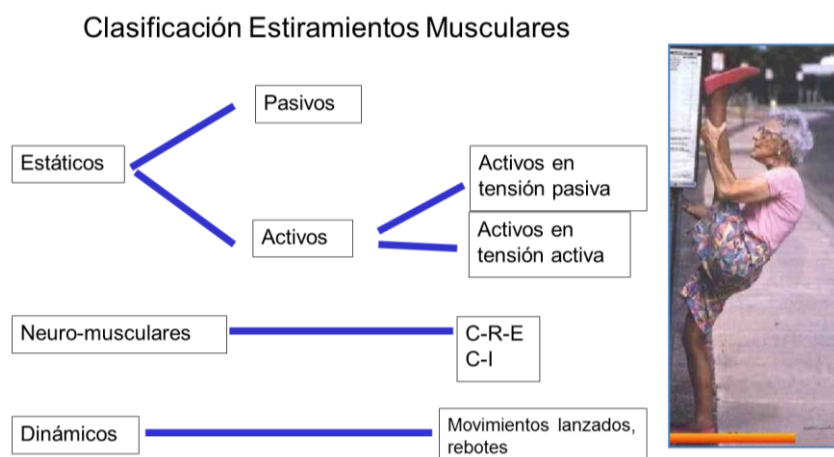 Clasificación Estiramientos Musculares
Pasivos
Estáticos
Activos en
tensión pasiva
Activos
Activos en
tensión activa
Neuro-musculares
C-R-E
C-I
Dinámicos
Movimientos lanzados,
rebotes